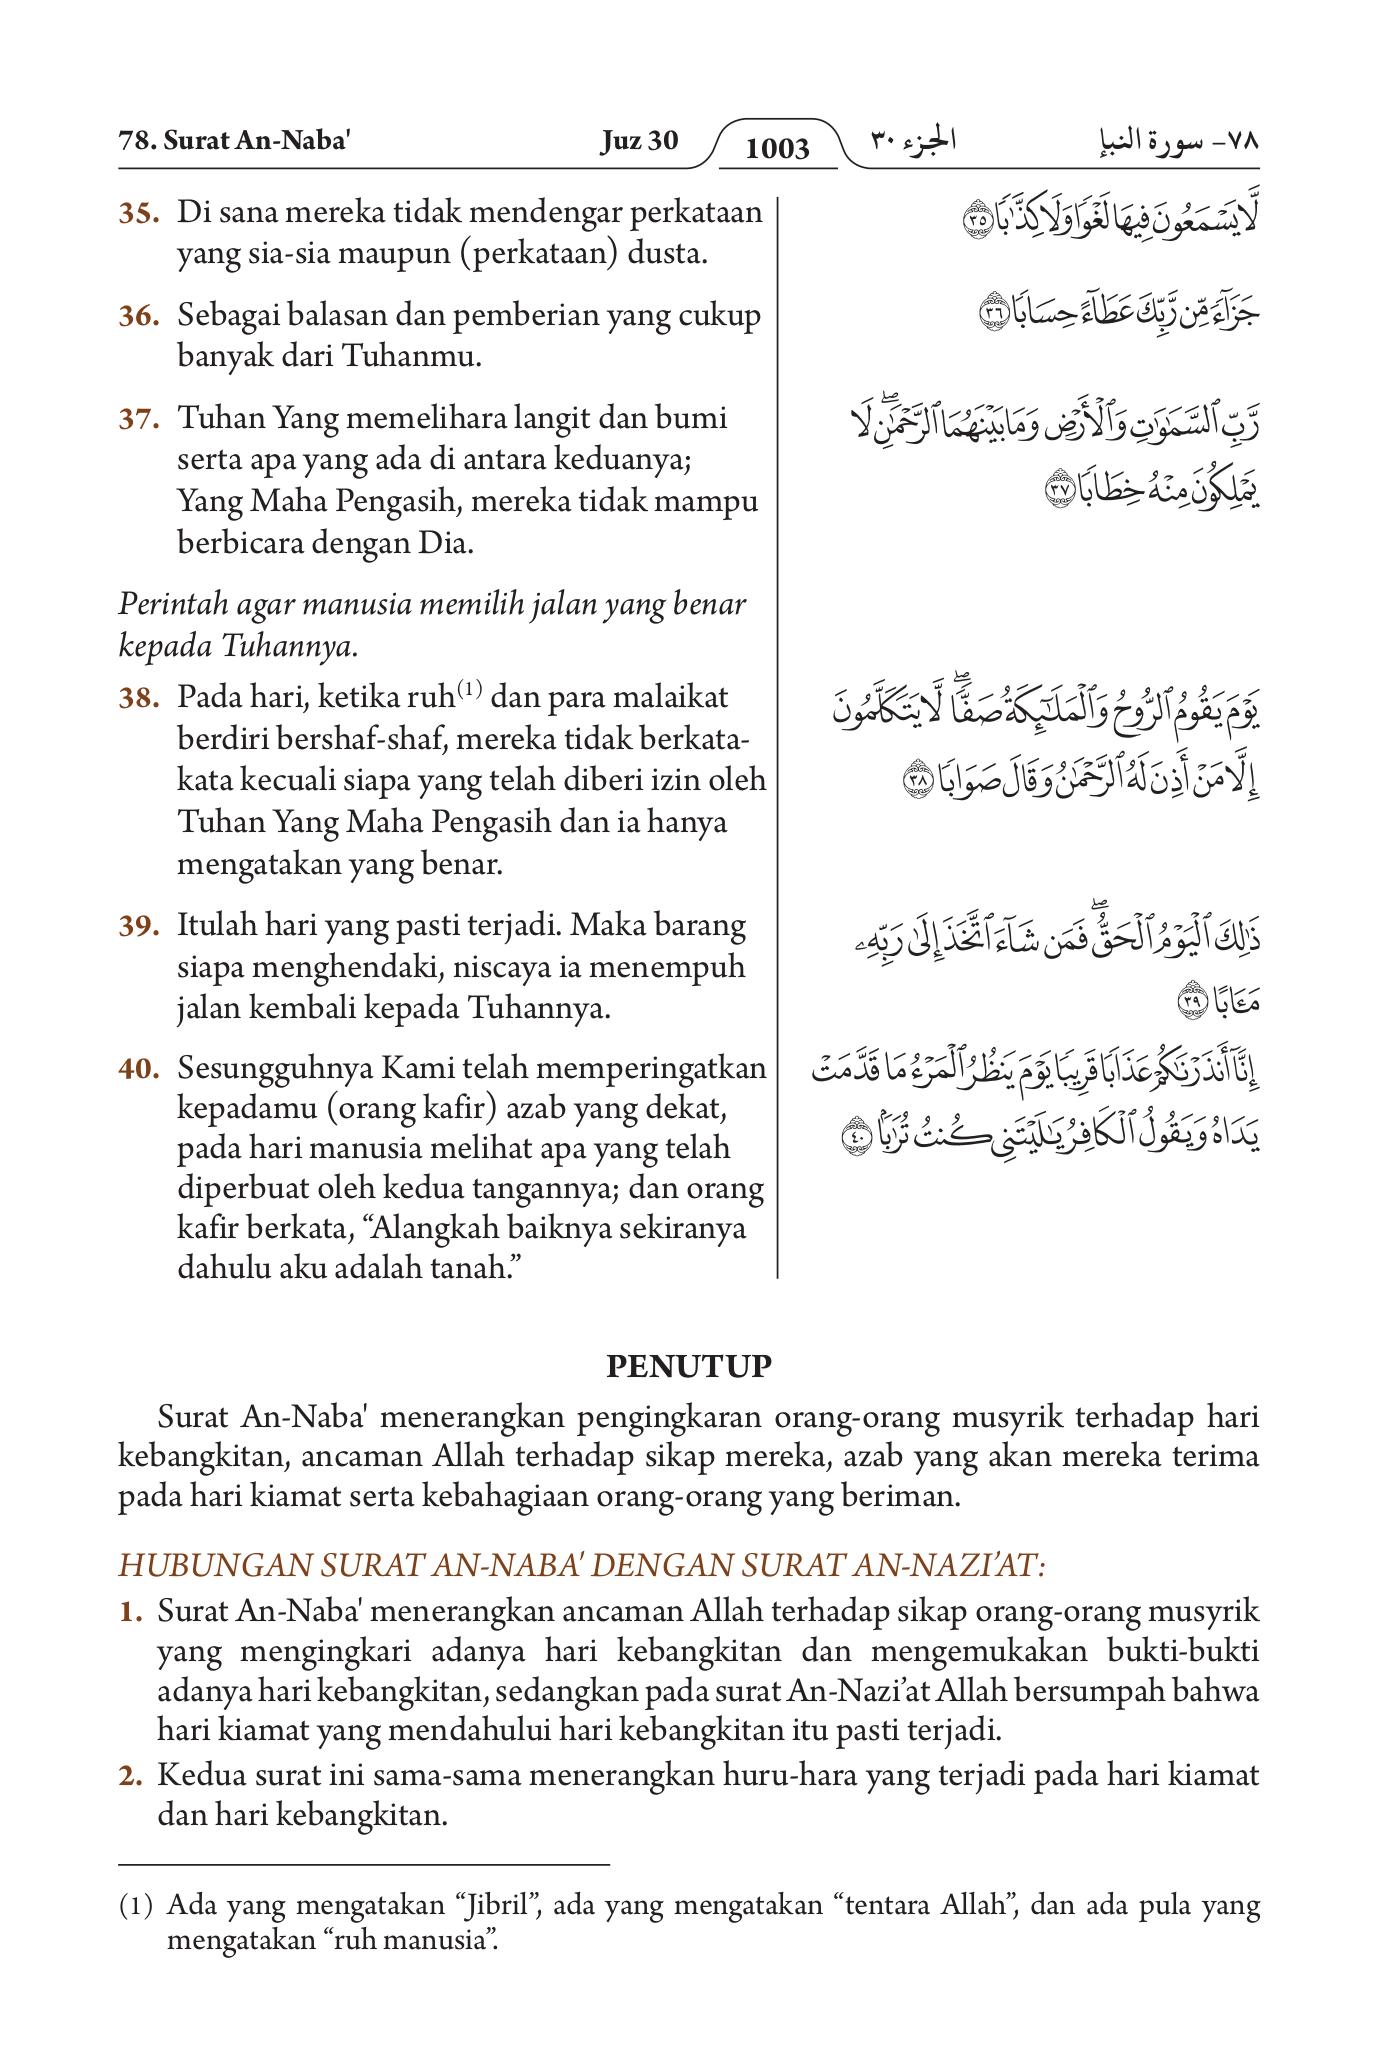 78. Surat An-Naba' Juz 30 1003 الجزء ٣٠ ٧٨- سورة النبإ
35. Di sana mereka tidak mendengar perkataan
yang sia-sia maupun (perkataan) dusta.
لَّا يَسْمَعُونَ فِيهَا لَغْوًا وَلَا كِذَّٰبًا ٣٥
36. Sebagai balasan dan pemberian yang cukup
banyak dari Tuhanmu.
جَزَآءً مِّن رَّبِّكَ عَطَآءً حِسَابًا ٣٦
37. Tuhan Yang memelihara langit dan bumi
serta apa yang ada di antara keduanya;
Yang Maha Pengasih, mereka tidak mampu
berbicara dengan Dia.
رَّبِّ ٱلسَّمَٰوَٰتِ وَٱلْأَرْضِ وَمَا بَيْنَهُمَا ٱلرَّحْمَٰنِۖ لَا
يَمْلِكُونَ مِنْهُ خِطَابًا ٣٧
Perintah agar manusia memilih jalan yang benar
kepada Tuhannya.
38. Pada hari, ketika ruh(1) dan para malaikat
berdiri bershaf-shaf, mereka tidak berkata-
kata kecuali siapa yang telah diberi izin oleh
Tuhan Yang Maha Pengasih dan ia hanya
mengatakan yang benar.
يَوْمَ يَقُومُ ٱلرُّوحُ وَٱلْمَلَٰٓئِكَةُ صَفًّاۖ لَّا يَتَكَلَّمُونَ
إِلَّا مَنْ أَذِنَ لَهُ ٱلرَّحْمَٰنُ وَقَالَ صَوَابًا ٣٨
39. Itulah hari yang pasti terjadi. Maka barang
siapa menghendaki, niscaya ia menempuh
jalan kembali kepada Tuhannya.
ذَٰلِكَ ٱلْيَوْمُ ٱلْحَقُّۖ فَمَن شَآءَ ٱتَّخَذَ إِلَىٰ رَبِّهِۦ
مَـَٔابًا ٣٩
40. Sesungguhnya Kami telah memperingatkan
kepadamu (orang kafir) azab yang dekat,
pada hari manusia melihat apa yang telah
diperbuat oleh kedua tangannya; dan orang
kafir berkata, “Alangkah baiknya sekiranya
dahulu aku adalah tanah.”
إِنَّآ أَنذَرْنَٰكُمْ عَذَابًا قَرِيبًا يَوْمَ يَنظُرُ ٱلْمَرْءُ مَا قَدَّمَتْ
يَدَاهُ وَيَقُولُ ٱلْكَافِرُ يَٰلَيْتَنِى كُنتُ تُرَٰبًۢا ٤٠
PENUTUP
Surat An-Naba' menerangkan pengingkaran orang-orang musyrik terhadap hari
kebangkitan, ancaman Allah terhadap sikap mereka, azab yang akan mereka terima
pada hari kiamat serta kebahagiaan orang-orang yang beriman.
HUBUNGAN SURAT AN-NABA' DENGAN SURAT AN-NAZI’AT:
1. Surat An-Naba' menerangkan ancaman Allah terhadap sikap orang-orang musyrik
yang mengingkari adanya hari kebangkitan dan mengemukakan bukti-bukti
adanya hari kebangkitan, sedangkan pada surat An-Nazi’at Allah bersumpah bahwa
hari kiamat yang mendahului hari kebangkitan itu pasti terjadi.
2. Kedua surat ini sama-sama menerangkan huru-hara yang terjadi pada hari kiamat
dan hari kebangkitan.
(1) Ada yang mengatakan “Jibril”, ada yang mengatakan “tentara Allah”, dan ada pula yang
mengatakan “ruh manusia”.